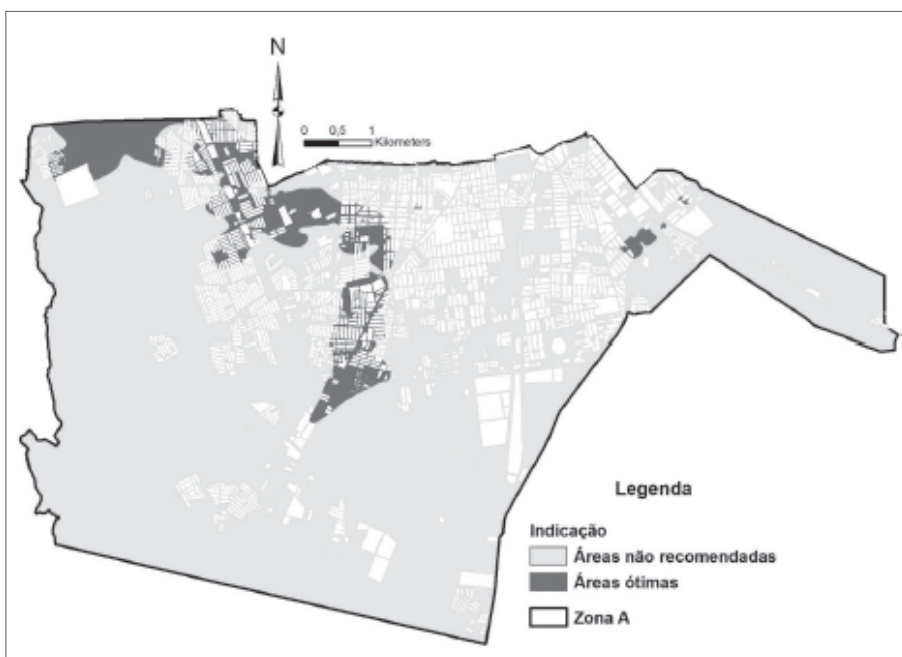 N
0 0,5 1
Kilometers
Legenda
Indicação
Áreas não recomendadas
Áreas ótimas
Zona A